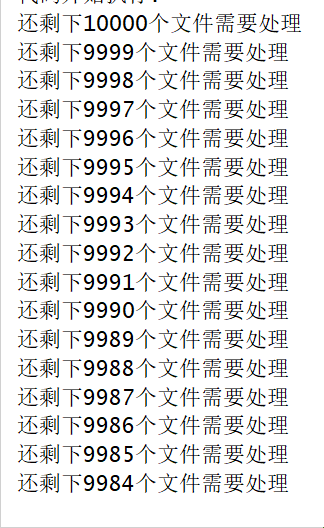 还剩下10000个文件需要处理
还剩下9999个文件需要处理
还剩下9998个文件需要处理
还剩下9997个文件需要处理
还剩下9996个文件需要处理
还剩下9995个文件需要处理
还剩下9994个文件需要处理
还剩下9993个文件需要处理
还剩下9992个文件需要处理
还剩下9991个文件需要处理
还剩下9990个文件需要处理
还剩下9989个文件需要处理
还剩下9988个文件需要处理
还剩下9987个文件需要处理
还剩下9986个文件需要处理
还剩下9985个文件需要处理
还剩下9984个文件需要处理